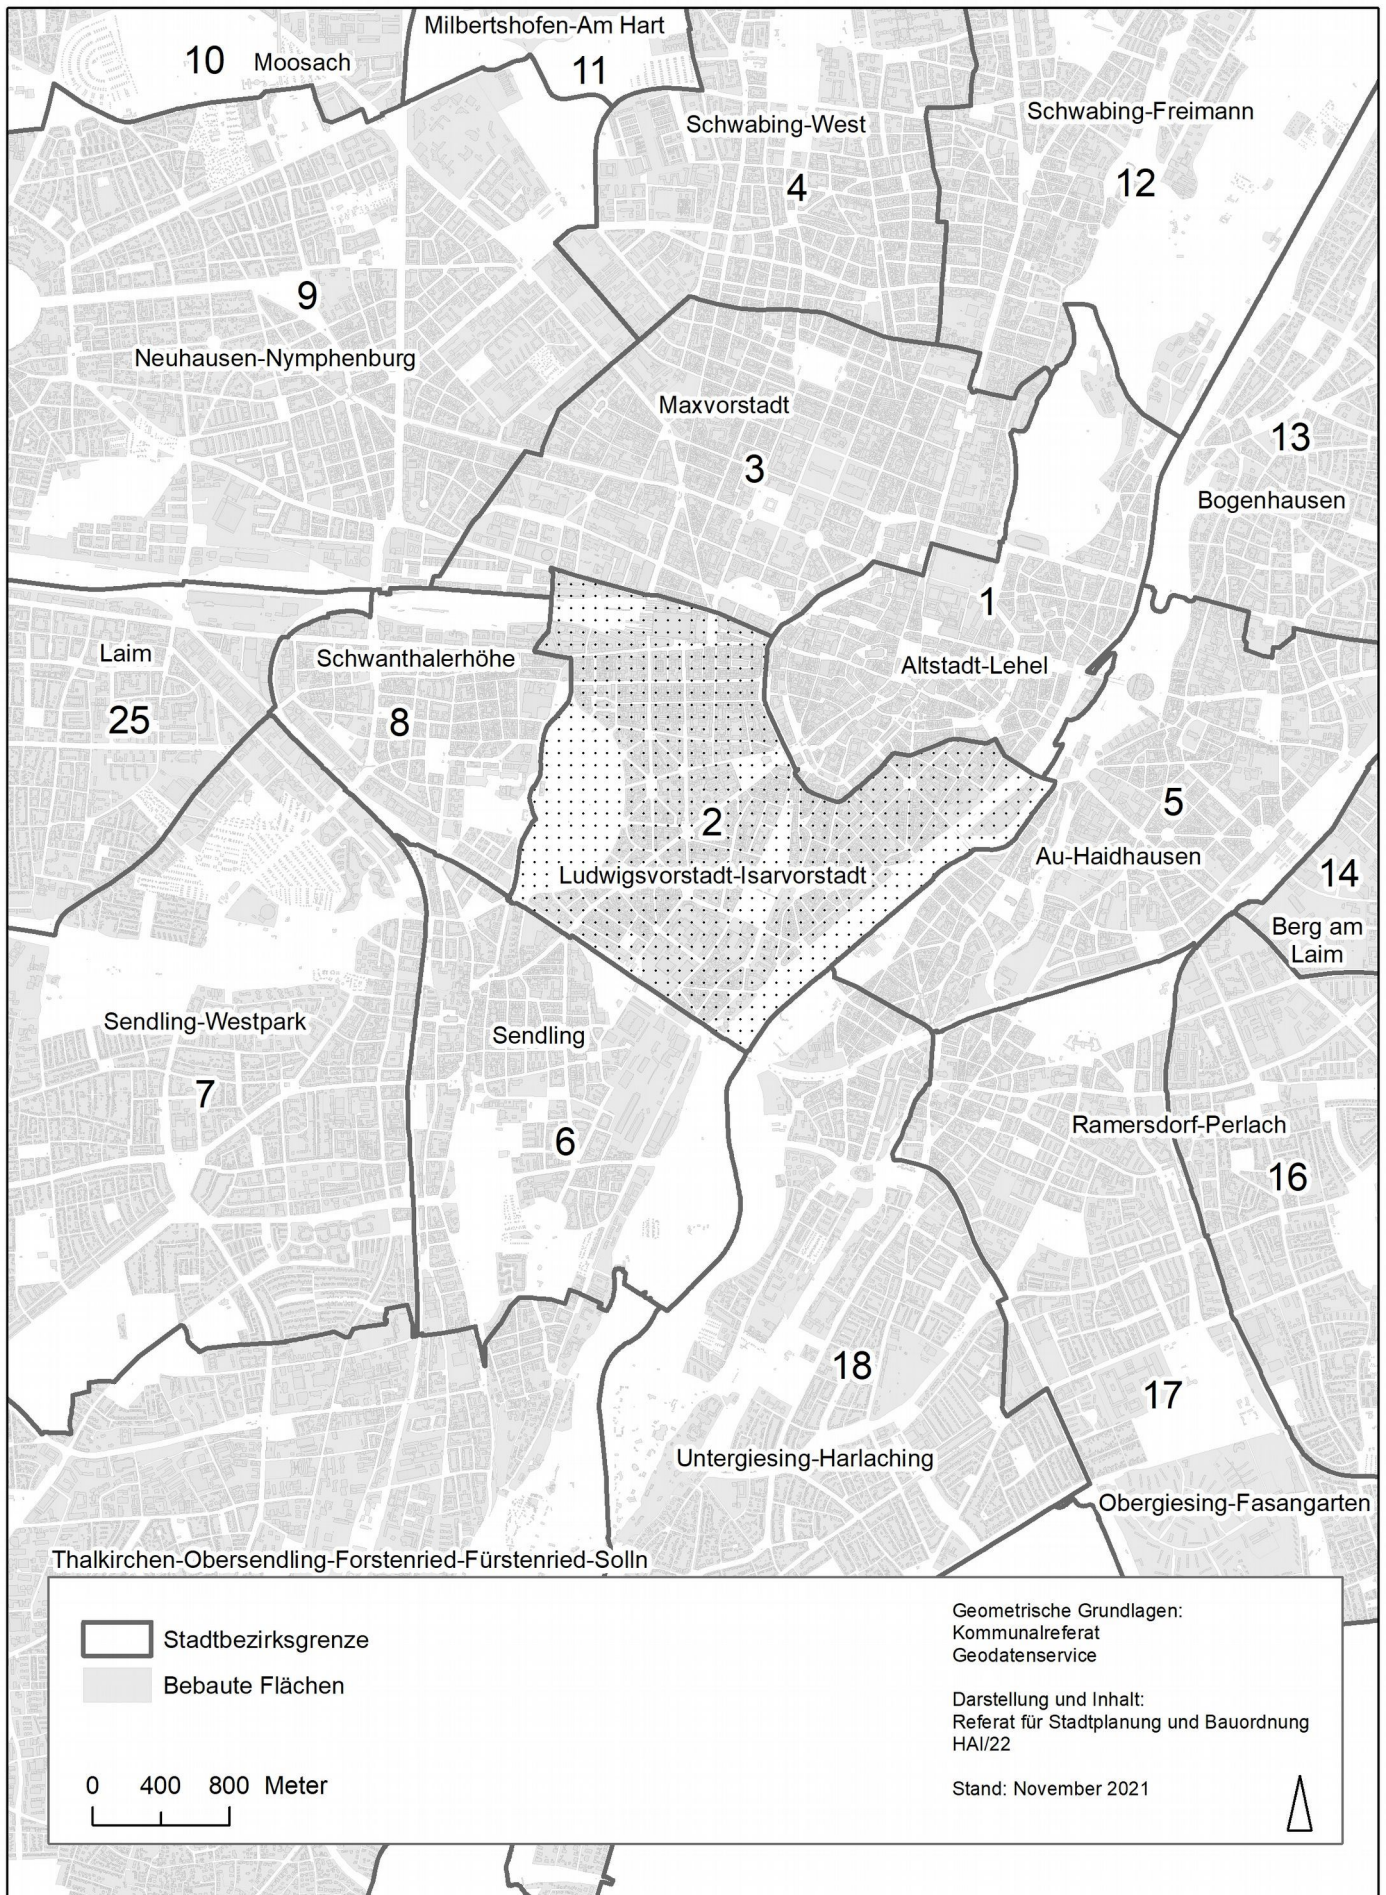 Milbertshofen-Am Hart
10
Moosach
11
Schwabing-Freimann
Schwabing-West
12
4
9
Neuhausen-Nymphenburg
Maxvorstadt
13
3
Bogenhausen
1
Laim
Schwanthalerhöhe
Altstadt-Lehel
25
8
5
2
Au-Haidhausen
Ludwigsvorstadt-Isarvorstadt
14
Berg am
Laim
Sendling-Westpark
Sendling
7
Ramersdorf-Perlach
6
16
18
17
Untergiesing-Harlaching
Obergiesing-Fasangarten
Thalkirchen-Obersendling-Forstenried-Fürstenried-Solln
Stadtbezirksgrenze
Bebaute Flächen
0 400 800 Meter
Geometrische Grundlagen:
Kommunalreferat
Geodatenservice
Darstellung und Inhalt:
Referat für Stadtplanung und Bauordnung
HAI/22
Stand: November 2021